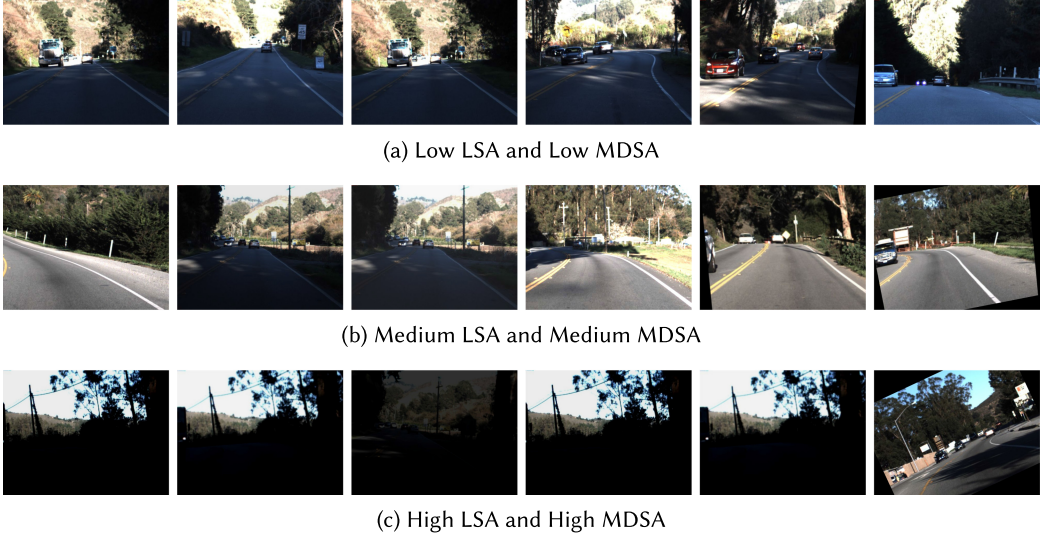 (a) Low LSA and Low MDSA
(b) Medium LSA and Medium MDSA
(c) High LSA and High MDSA